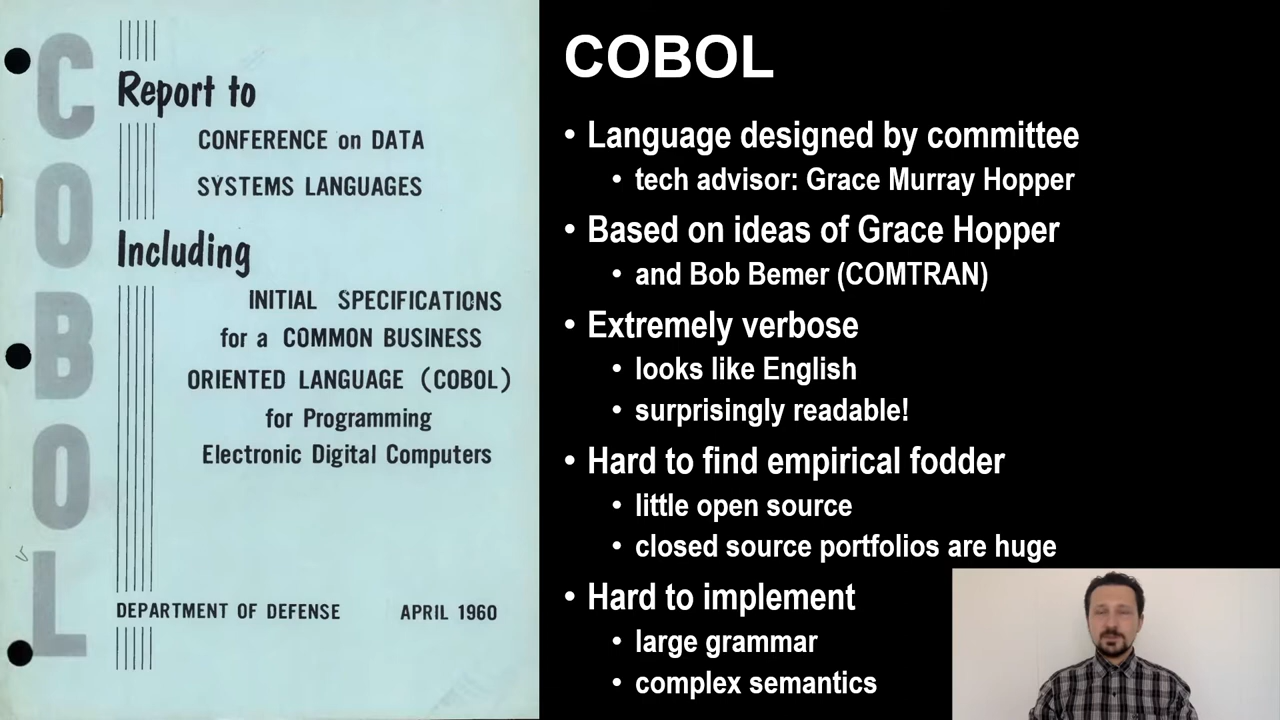 COBOL
Report to
CONFERENCE on DATA
SYSTEMS LANGUAGES
Including
INITIAL SPECIFICATIONS
for a COMMON BUSINESS
ORIENTED LANGUAGE (COBOL)
for Programming
Electronic Digital Computers
DEPARTMENT OF DEFENSE APRIL 1960
COBOL
• Language designed by committee
• tech advisor: Grace Murray Hopper
• Based on ideas of Grace Hopper
• and Bob Bemer (COMTRAN)
• Extremely verbose
• looks like English
• surprisingly readable!
• Hard to find empirical fodder
• little open source
• closed source portfolios are huge
• Hard to implement
• large grammar
• complex semantics